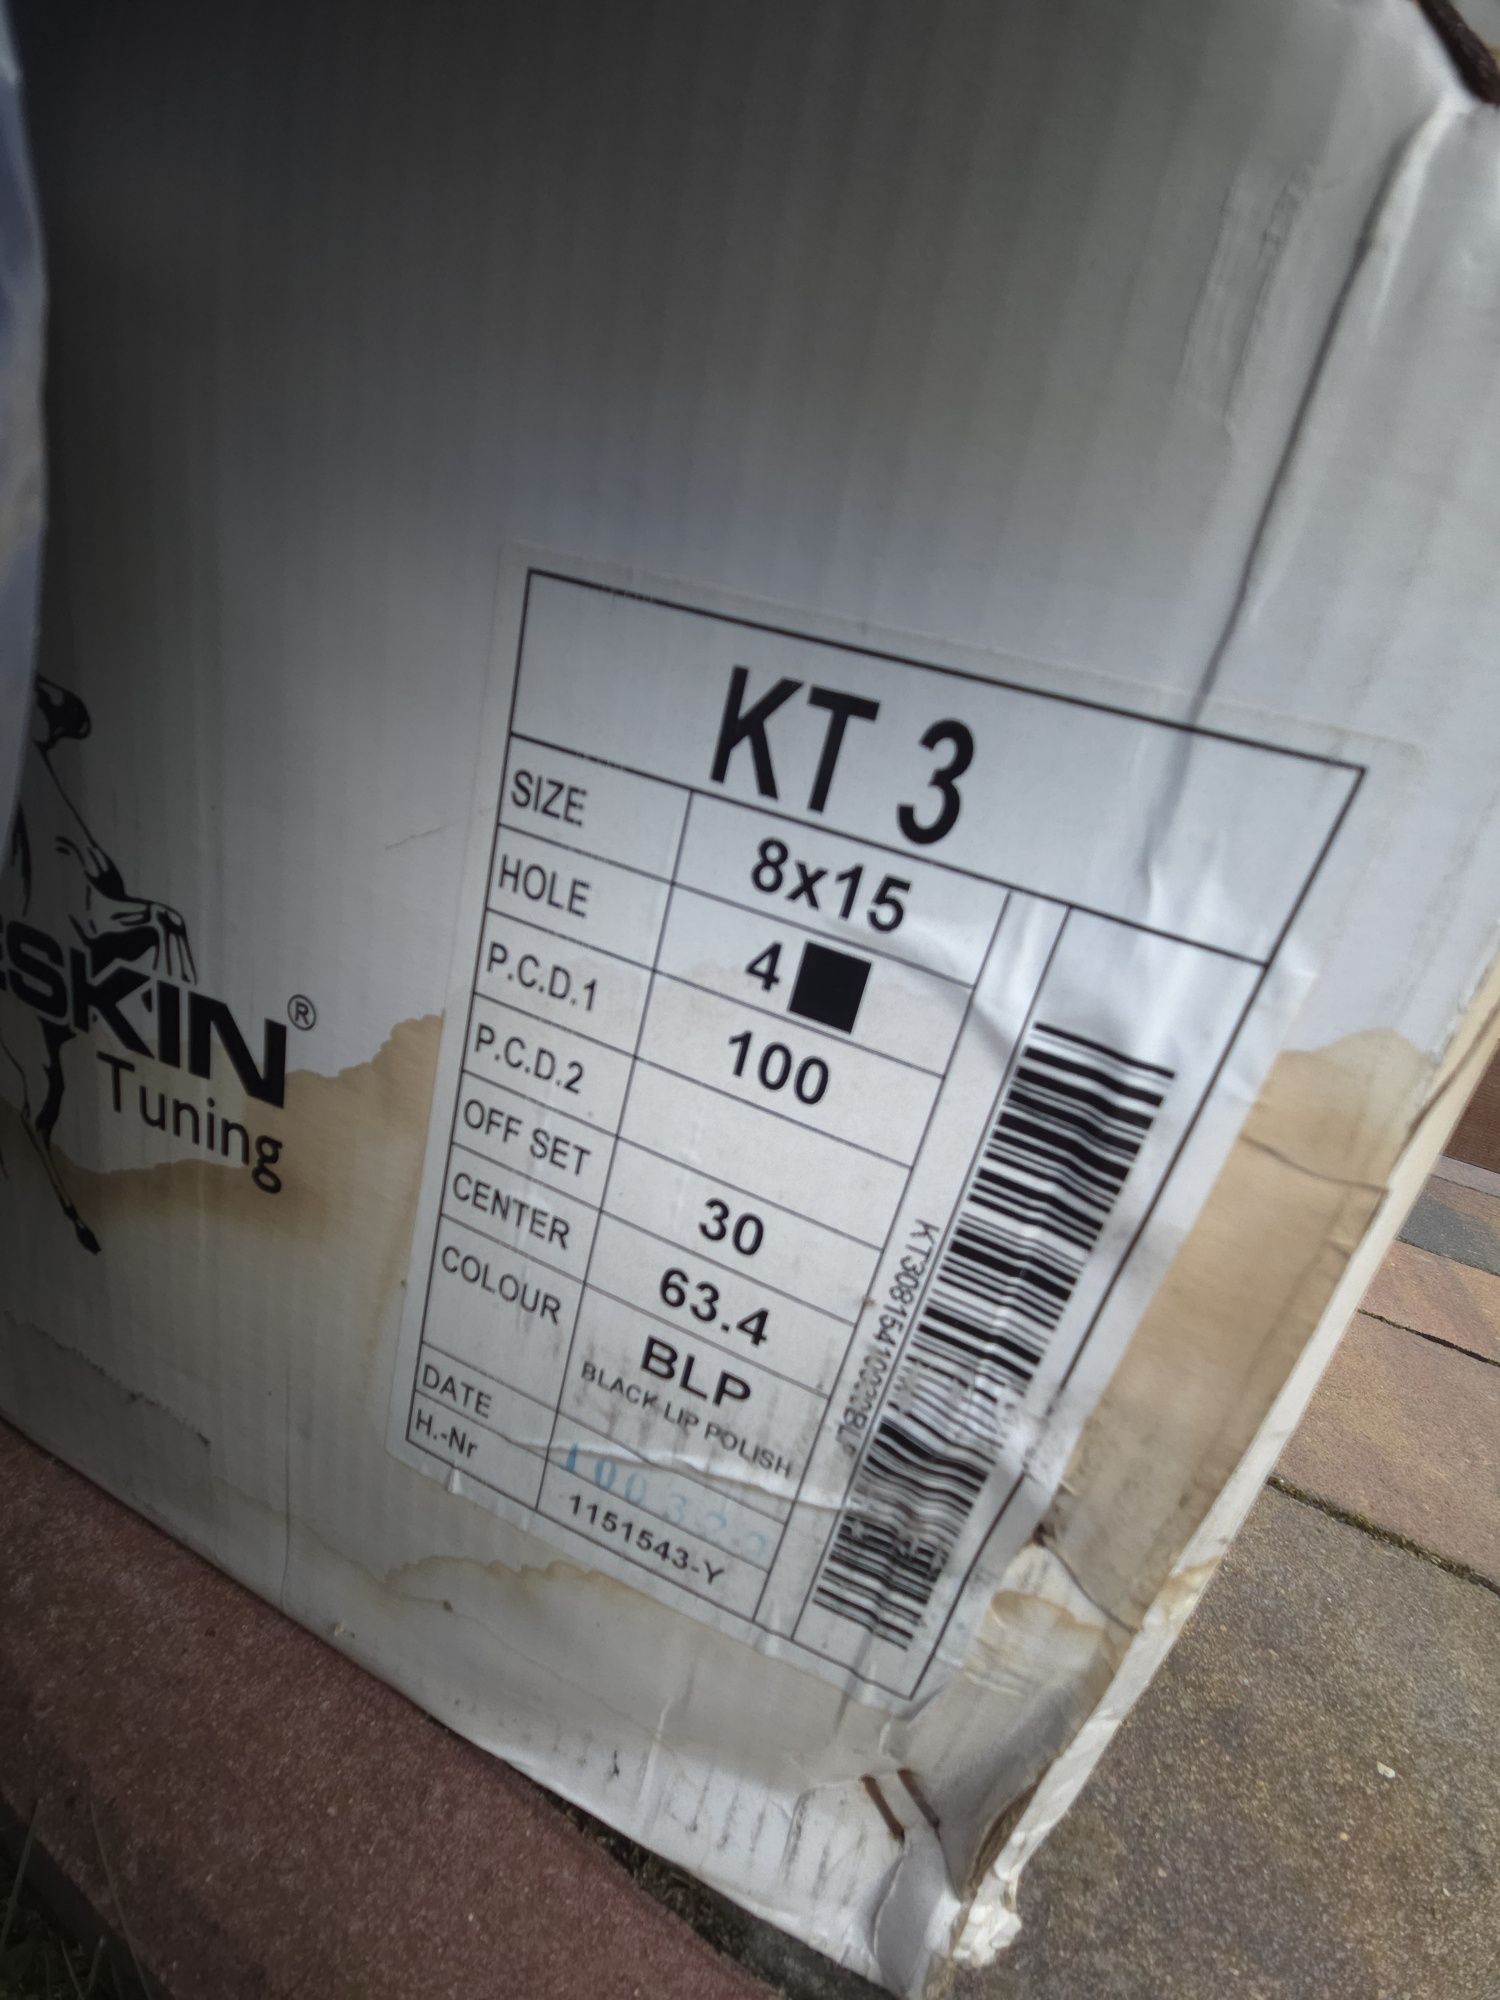 KT 3
SIZE 8x15
HOLE 4
P.C.D.1 100
P.C.D.2
OFF SET 30
CENTER 63.4
COLOUR BLP
BLACK LIP POLISH
DATE
H.-Nr 1151543-Y
ESKIN®
Tuning